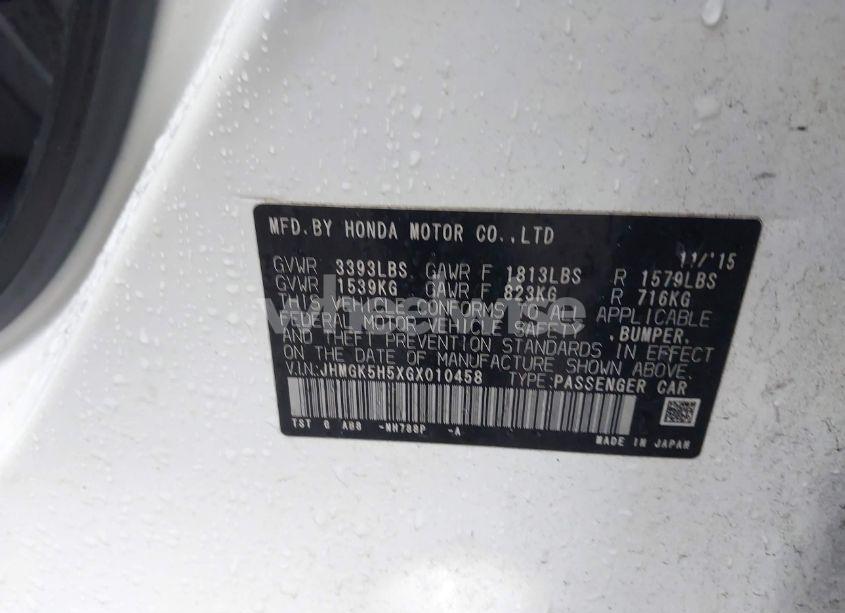 MFD.BY HONDA MOTOR CO.,LTD 11/'15
GVWR 3393LBS GAWR F 1813LBS R 1579LBS
GVWR 1539KG GAWR F 823KG R 716KG
THIS VEHICLE CONFORMS TO ALL APPLICABLE
FEDERAL MOTOR VEHICLE SAFETY ,BUMPER,
AND THEFT PREVENTION STANDARDS IN EFFECT
ON THE DATE OF MANUFACTURE SHOWN ABOVE.
V.IN:JHMGK5H5XGX010458 TYPE:PASSENGER CAR
TST -NH788P -A
MADE IN JAPAN